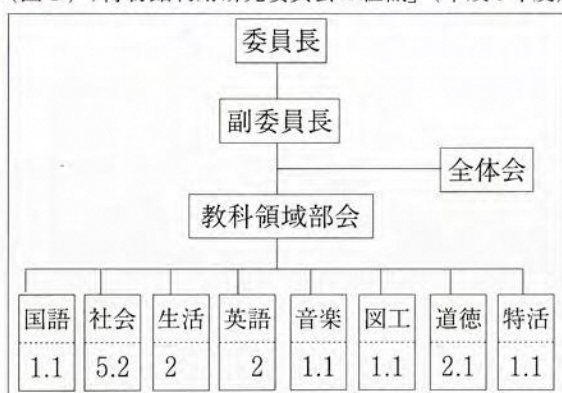 委員長
副委員長
全体会
教科領域部会
国語 社会 生活 英語 音楽 図工 道徳 特活
1.1 5.2 2 2 1.1 1.1 2.1 1.1